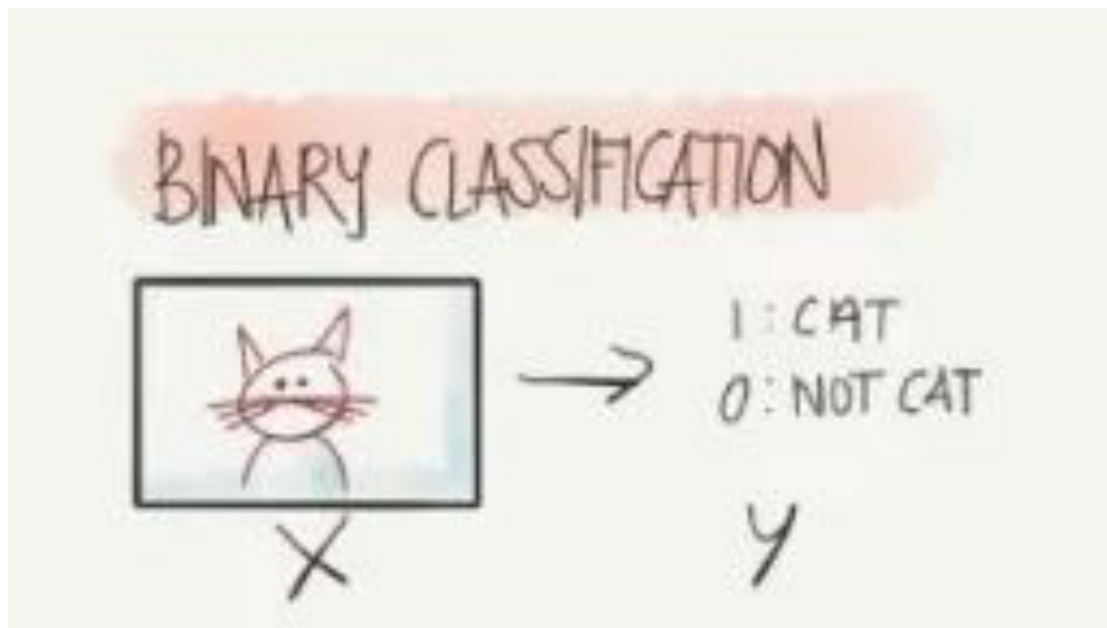 BINARY CLASSIFICATION
1 : CAT
0 : NOT CAT
X
Y